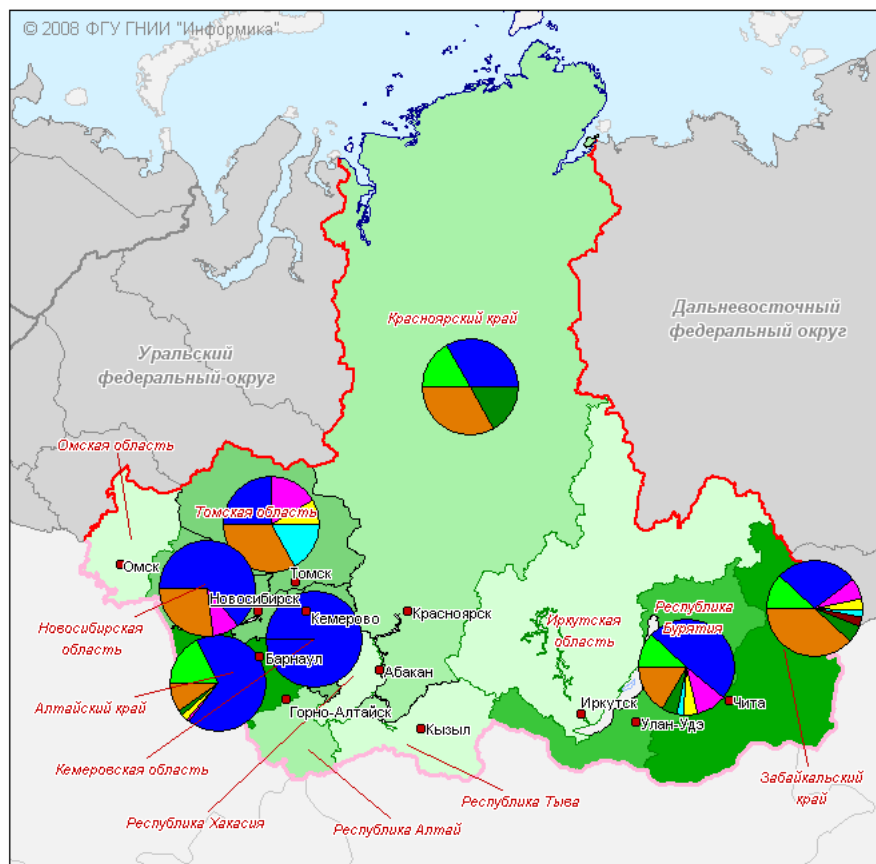 © 2008 ФГУ ГНИИ "Информика"
Дальневосточный
федеральный округ
Красноярский край
Уральский
федеральный округ
Омская область
Томская область
Омск
Томск
Новосибирск
Кемерово
Красноярск
Иркутская
область
Республика
Бурятия
Новосибирская
область
Барнаул
Абакан
Алтайский край
Горно-Алтайск
Иркутск
Чита
Улан-Удэ
Кызыл
Кемеровская область
Забайкальский
край
Республика Тыва
Республика Хакасия
Республика Алтай